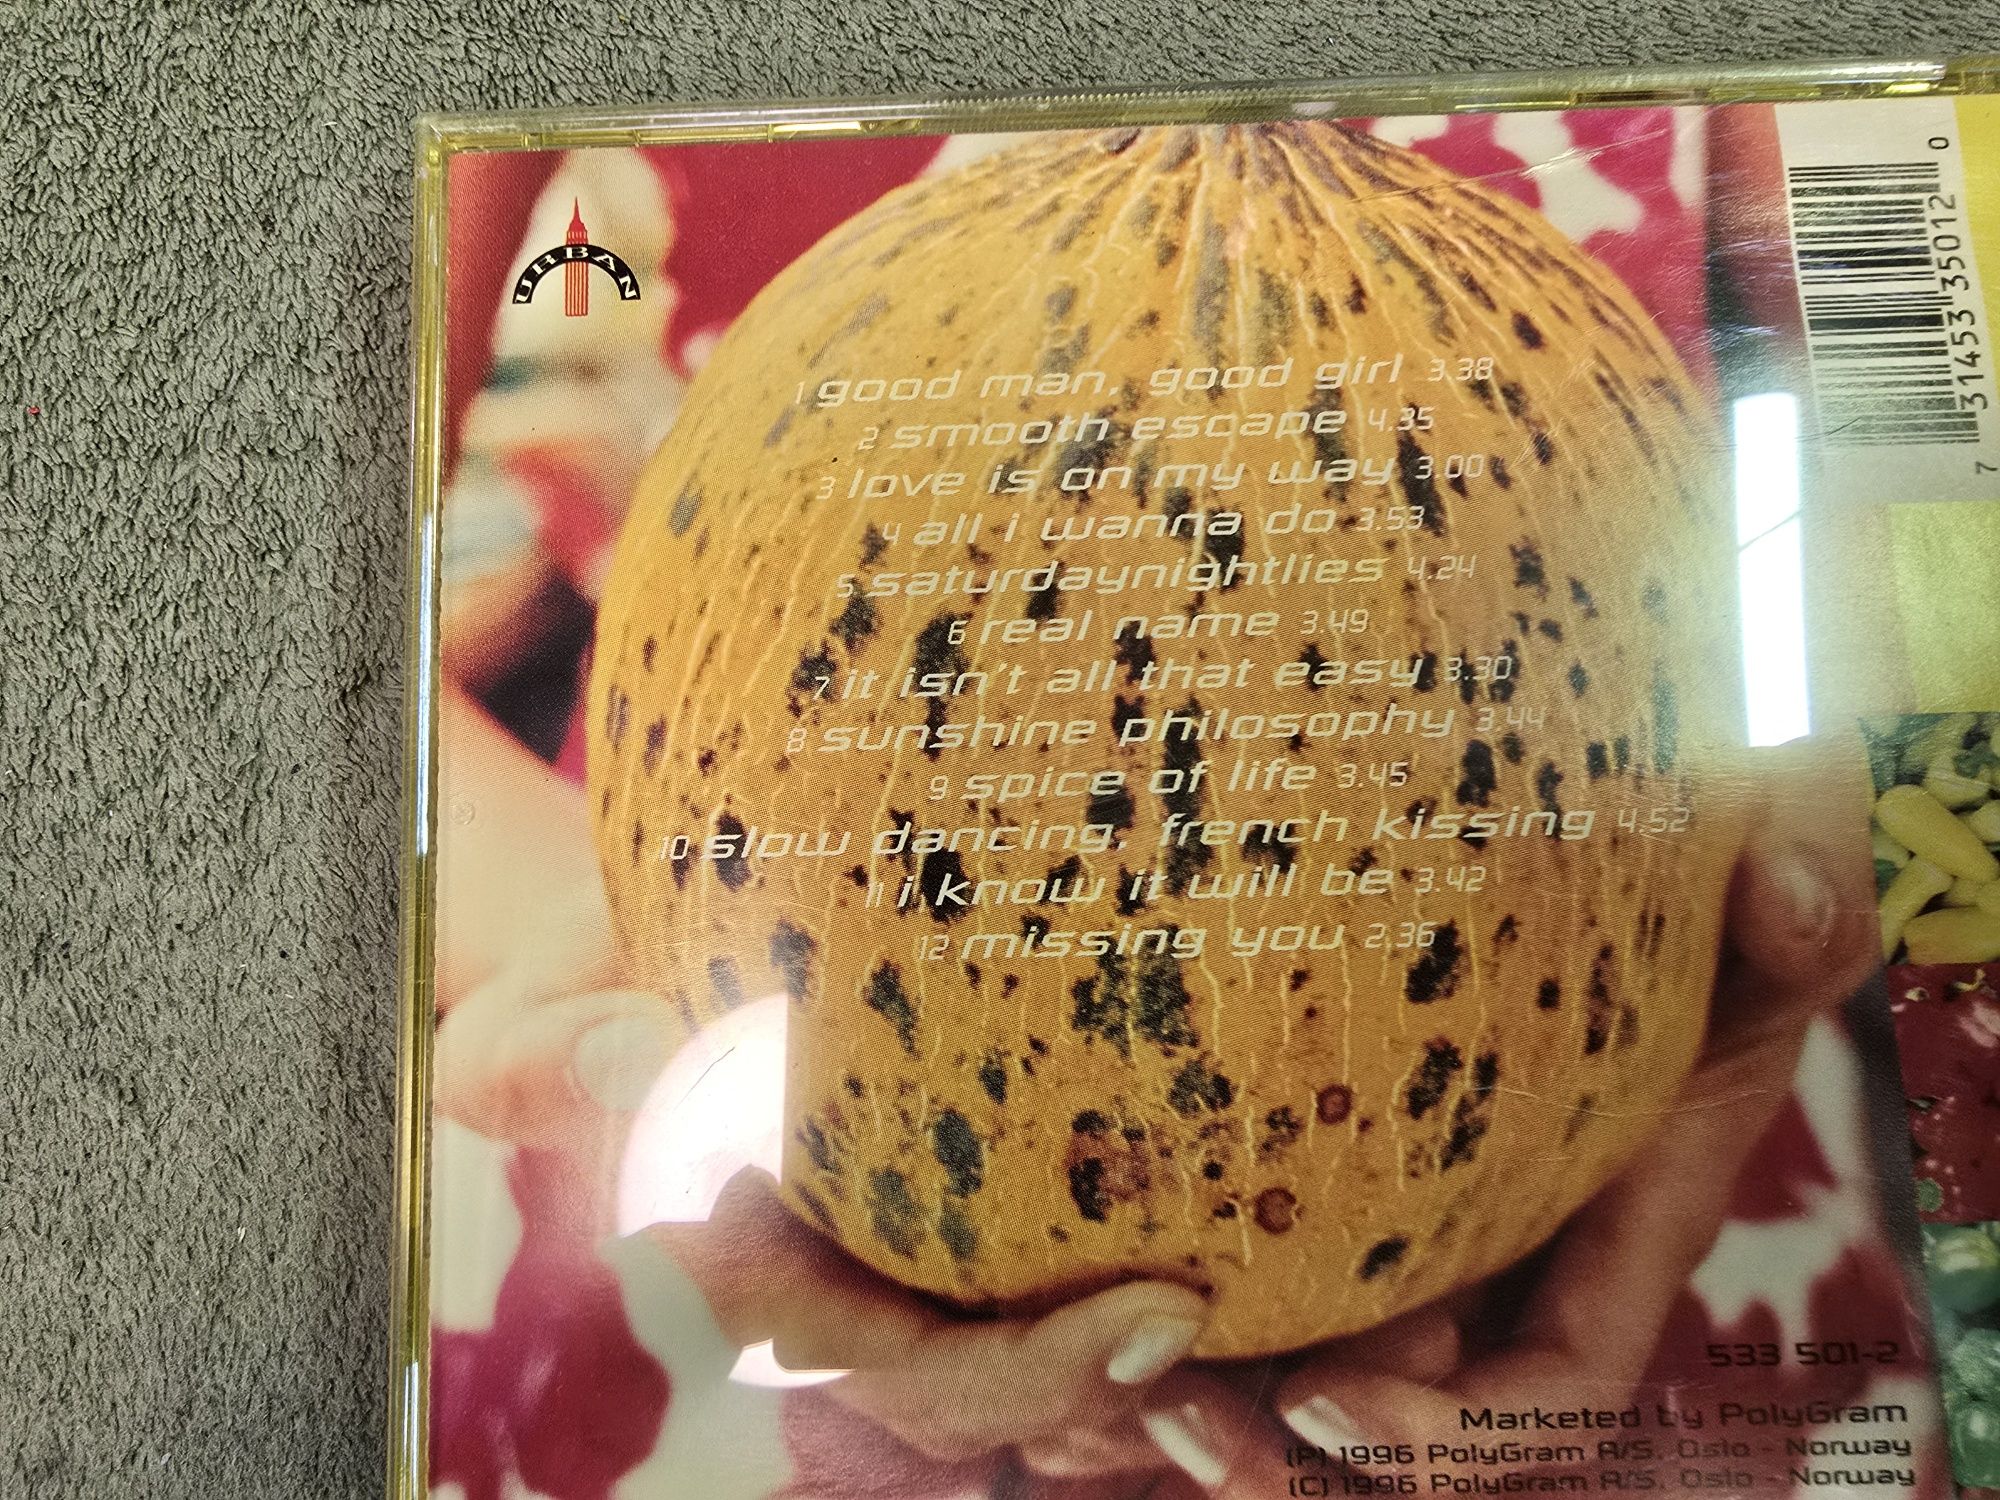 URBAN
1 good man, good girl 3.38
2 smooth escape 4.35
3 love is on my way 3.00
4 all i wanna do 3.53
5 saturdaynightlies 4.24
6 real name 3.49
7 it isn't all that easy 3.30
8 sunshine philosophy 3.44
9 spice of life 3.45
10 slow dancing, french kissing 4.52
11 i know it will be 3.42
12 missing you 2.36
7 31453 35012 0
533 501-2
Marketed by PolyGram
(P) 1996 PolyGram A/S, Oslo - Norway
(C) 1996 PolyGram A/S, Oslo - Norway